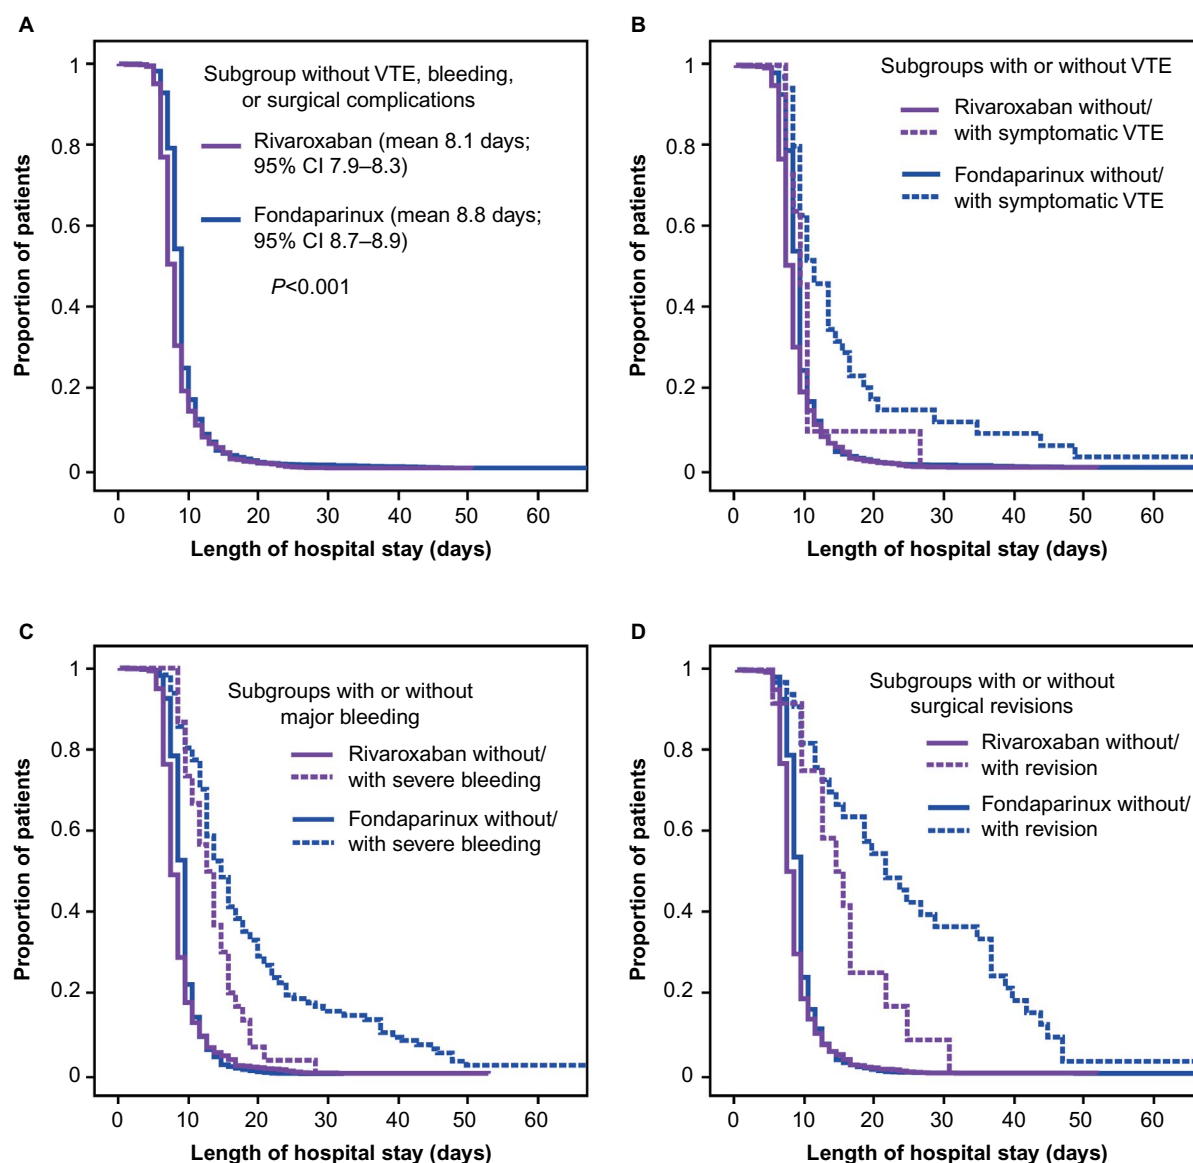 A
Subgroup without VTE, bleeding,
or surgical complications
Rivaroxaban (mean 8.1 days;
95% CI 7.9–8.3)
Fondaparinux (mean 8.8 days;
95% CI 8.7–8.9)
P<0.001
Proportion of patients
1
0.8
0.6
0.4
0.2
0
0 10 20 30 40 50 60
Length of hospital stay (days)
B
Subgroups with or without VTE
Rivaroxaban without/
with symptomatic VTE
Fondaparinux without/
with symptomatic VTE
Proportion of patients
1
0.8
0.6
0.4
0.2
0
0 10 20 30 40 50 60
Length of hospital stay (days)
C
Subgroups with or without
major bleeding
Rivaroxaban without/
with severe bleeding
Fondaparinux without/
with severe bleeding
Proportion of patients
1
0.8
0.6
0.4
0.2
0
0 10 20 30 40 50 60
Length of hospital stay (days)
D
Subgroups with or without
surgical revisions
Rivaroxaban without/
with revision
Fondaparinux without/
with revision
Proportion of patients
1
0.8
0.6
0.4
0.2
0
0 10 20 30 40 50 60
Length of hospital stay (days)